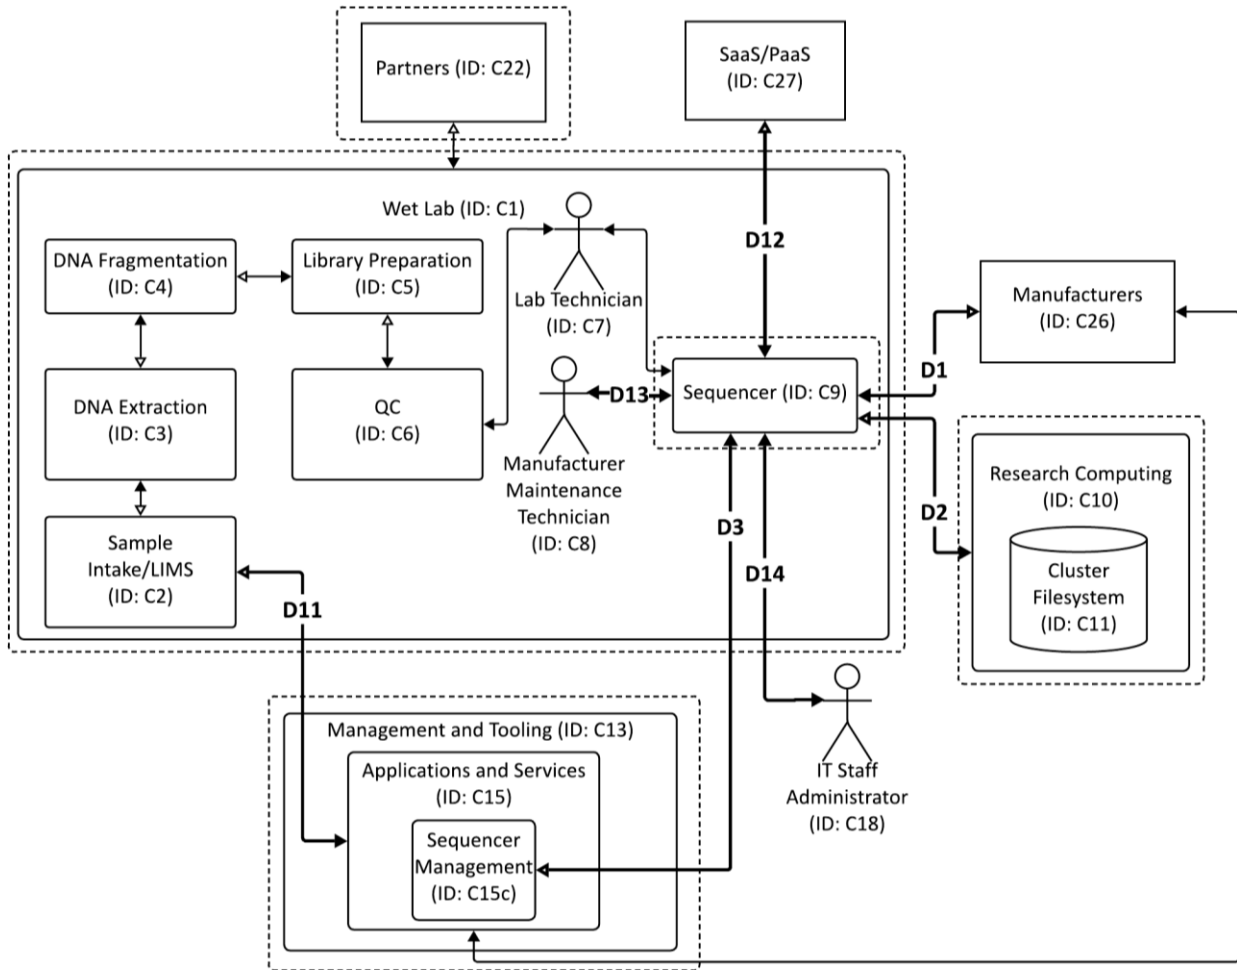 Partners (ID: C22)
SaaS/PaaS
(ID: C27)
Wet Lab (ID: C1)
D12
DNA Fragmentation
(ID: C4)
Library Preparation
(ID: C5)
Lab Technician
(ID: C7)
Manufacturers
(ID: C26)
D1
DNA Extraction
(ID: C3)
QC
(ID: C6)
D13
Sequencer (ID: C9)
Manufacturer
Maintenance
Technician
(ID: C8)
D2
Research Computing
(ID: C10)
Cluster
Filesystem
(ID: C11)
D3
D14
Sample
Intake/LIMS
(ID: C2)
D11
Management and Tooling (ID: C13)
Applications and Services
(ID: C15)
Sequencer
Management
(ID: C15c)
IT Staff
Administrator
(ID: C18)